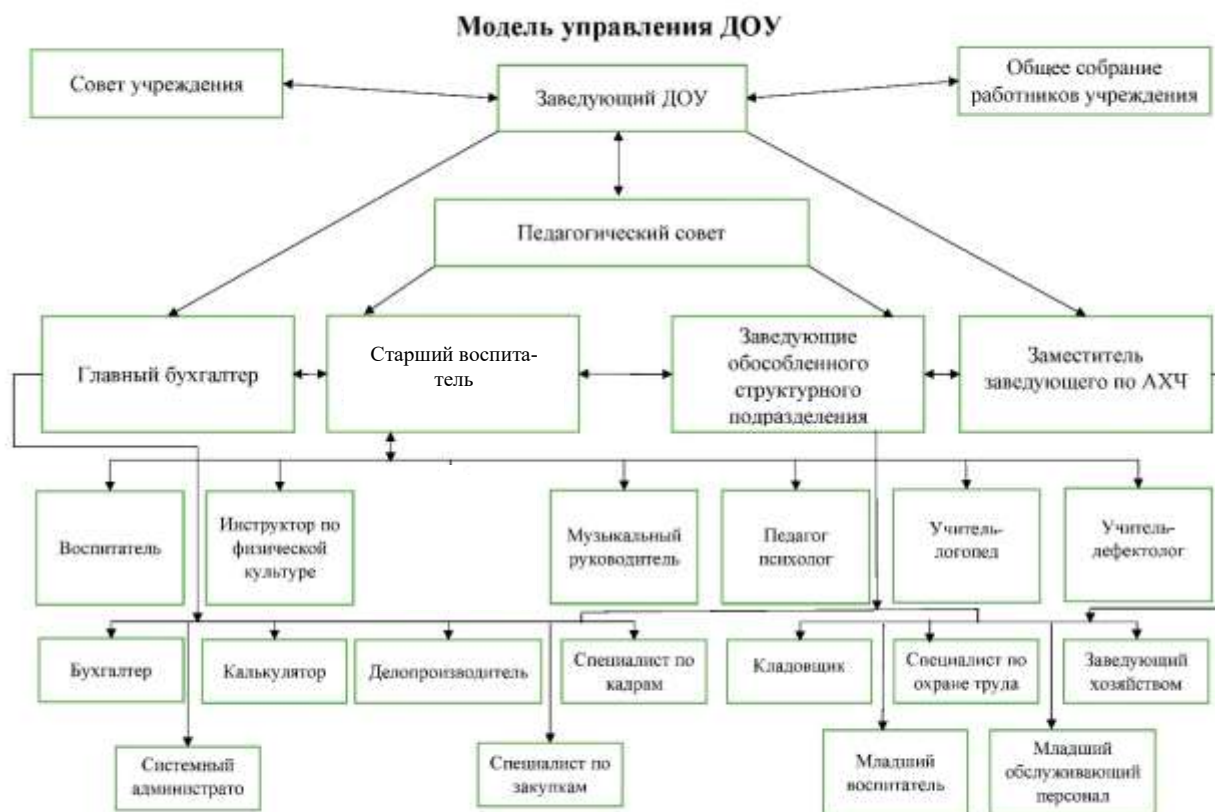 Модель управления ДОУ
Совет учреждения
Заведующий ДОУ
Общее собрание
работников учреждения
Педагогический совет
Главный бухгалтер
Старший воспита-
тель
Заведующие
обособленного
структурного
подразделения
Заместитель
заведующего по АХЧ
Воспитатель
Инструктор по
физической
культуре
Музыкальный
руководитель
Педагог
психолог
Учитель-
логопед
Учитель-
дефектолог
Бухгалтер
Калькулятор
Делопроизводитель
Специалист по
кадрам
Кладовщик
Специалист по
охране трула
Заведующий
хозяйством
Системный
администрато
Специалист по
закупкам
Младший
воспитатель
Младший
обслуживающий
персонал